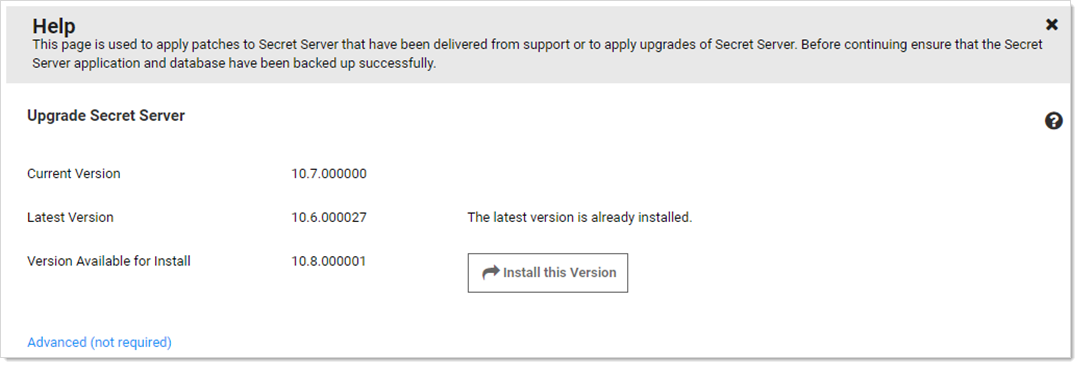 Help
This page is used to apply patches to Secret Server that have been delivered from support or to apply upgrades of Secret Server. Before continuing ensure that the Secret
Server application and database have been backed up successfully.
Upgrade Secret Server
Current Version 10.7.000000
Latest Version 10.6.000027 The latest version is already installed.
Version Available for Install 10.8.000001 Install this Version
Advanced (not required)